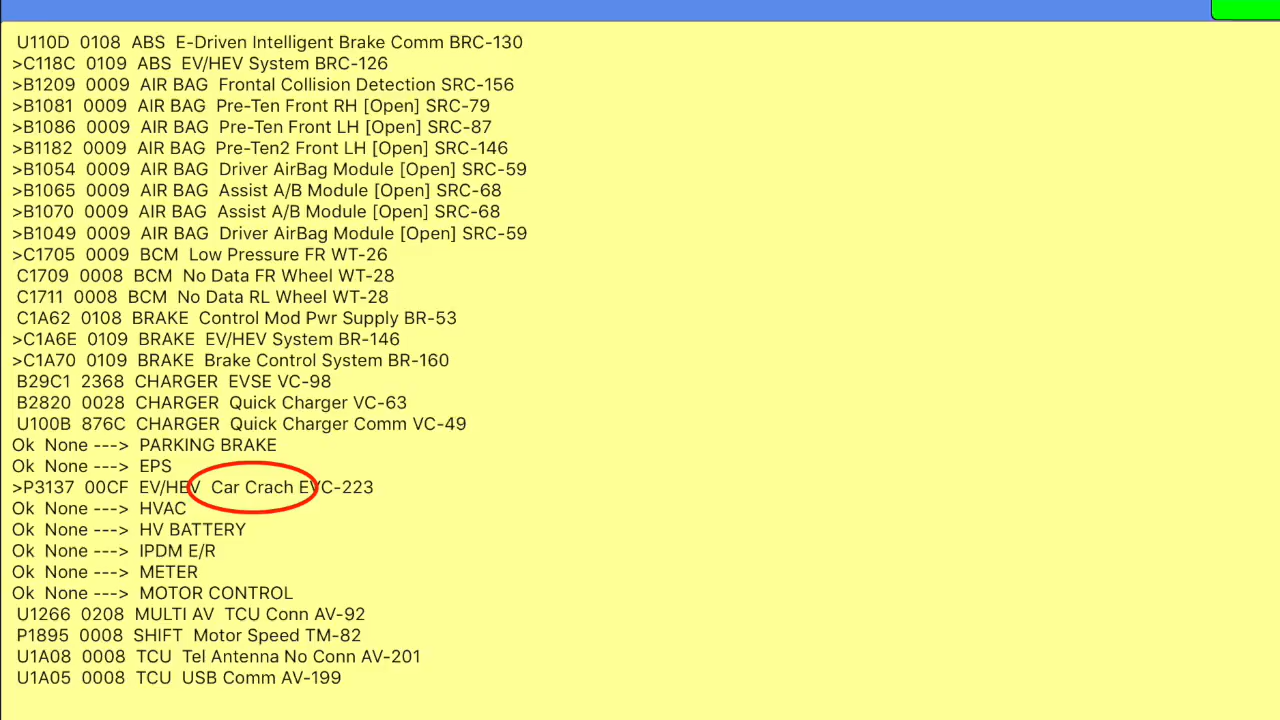 U110D 0108 ABS E-Driven Intelligent Brake Comm BRC-130
>C118C 0109 ABS EV/HEV System BRC-126
>B1209 0009 AIR BAG Frontal Collision Detection SRC-156
>B1081 0009 AIR BAG Pre-Ten Front RH [Open] SRC-79
>B1086 0009 AIR BAG Pre-Ten Front LH [Open] SRC-87
>B1182 0009 AIR BAG Pre-Ten2 Front LH [Open] SRC-146
>B1054 0009 AIR BAG Driver AirBag Module [Open] SRC-59
>B1065 0009 AIR BAG Assist A/B Module [Open] SRC-68
>B1070 0009 AIR BAG Assist A/B Module [Open] SRC-68
>B1049 0009 AIR BAG Driver AirBag Module [Open] SRC-59
>C1705 0009 BCM Low Pressure FR WT-26
C1709 0008 BCM No Data FR Wheel WT-28
C1711 0008 BCM No Data RL Wheel WT-28
C1A62 0108 BRAKE Control Mod Pwr Supply BR-53
>C1A6E 0109 BRAKE EV/HEV System BR-146
>C1A70 0109 BRAKE Brake Control System BR-160
B29C1 2368 CHARGER EVSE VC-98
B2820 0028 CHARGER Quick Charger VC-63
U100B 876C CHARGER Quick Charger Comm VC-49
Ok None ---> PARKING BRAKE
Ok None ---> EPS
>P3137 00CF EV/HEV Car Crach EVC-223
Ok None ---> HVAC
Ok None ---> HV BATTERY
Ok None ---> IPDM E/R
Ok None ---> METER
Ok None ---> MOTOR CONTROL
U1266 0208 MULTI AV TCU Conn AV-92
P1895 0008 SHIFT Motor Speed TM-82
U1A08 0008 TCU Tel Antenna No Conn AV-201
U1A05 0008 TCU USB Comm AV-199